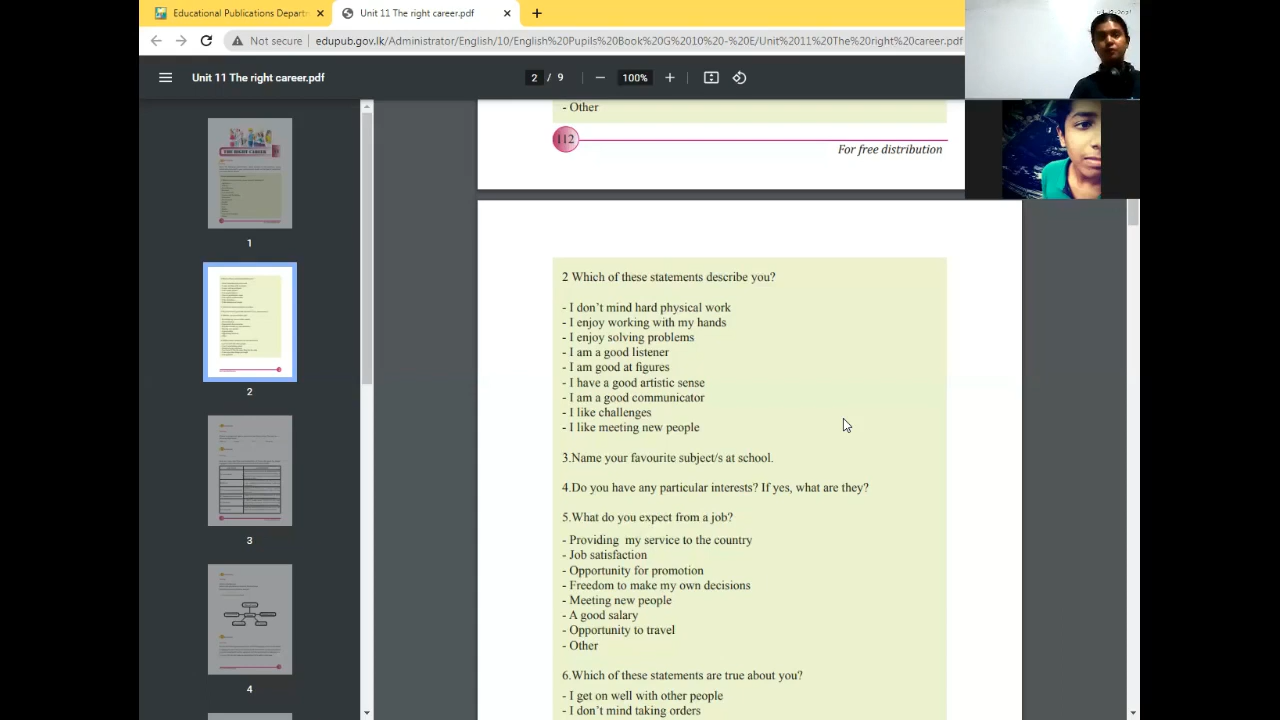 Educational Publications Departm
Unit 11 The right career.pdf
Not secure
edupub.gov.lk/Administrator/English/10/English%20Pupils%20Book%20G%2010%20-%20E/Unit%2011%20The%20right%20career.pdf
Unit 11 The right career.pdf
2 / 9
100%
- Other
112
For free distribution
THE RIGHT CAREER
1
2
3
4
2 Which of these statements describe you?
- I don't mind hard physical work
- I enjoy working with my hands
- I enjoy solving problems
- I am a good listener
- I am good at figures
- I have a good artistic sense
- I am a good communicator
- I like challenges
- I like meeting new people
3.Name your favourite subject/s at school.
4.Do you have any particular interests? If yes, what are they?
5.What do you expect from a job?
- Providing my service to the country
- Job satisfaction
- Opportunity for promotion
- Freedom to make my own decisions
- Meeting new people
- A good salary
- Opportunity to travel
- Other
6.Which of these statements are true about you?
- I get on well with other people
- I don't mind taking orders